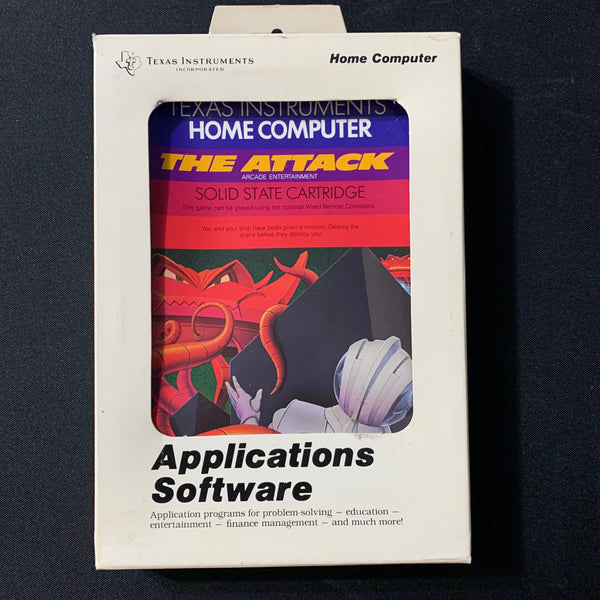 TEXAS INSTRUMENTS
INCORPORATED
Home Computer
TEXAS INSTRUMENTS
HOME COMPUTER
THE ATTACK
ARCADE ENTERTAINMENT
SOLID STATE CARTRIDGE
This game can be played using the optional Wired Remote Controllers.
You and your ship have been given a mission. Destroy the
aliens before they destroy you!
Applications
Software
Application programs for problem-solving — education —
entertainment — finance management — and much more!